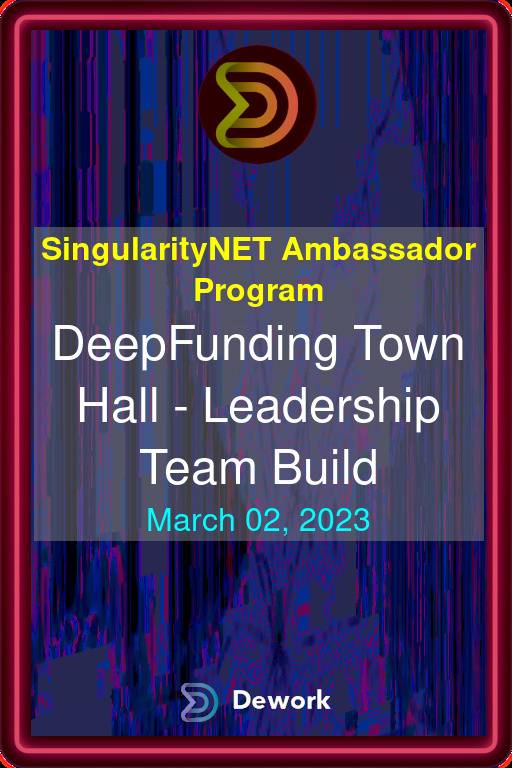 SingularityNET Ambassador
Program
DeepFunding Town
Hall - Leadership
Team Build
March 02, 2023
Dework